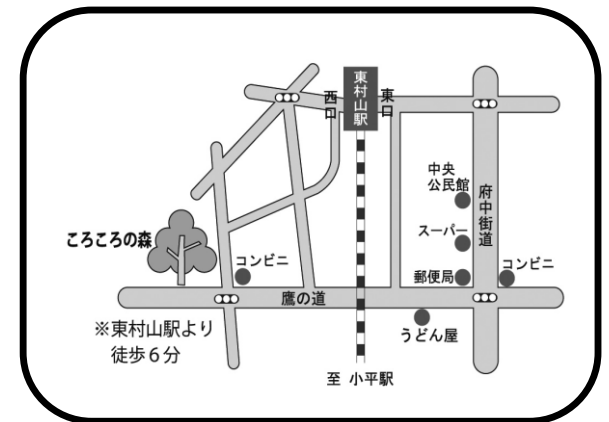 東村山駅
西口
東口
中央
公民館
府中街道
スーパー
ころころの森
コンビニ
郵便局
コンビニ
鷹の道
※東村山駅より
徒歩６分
うどん屋
至 小平駅